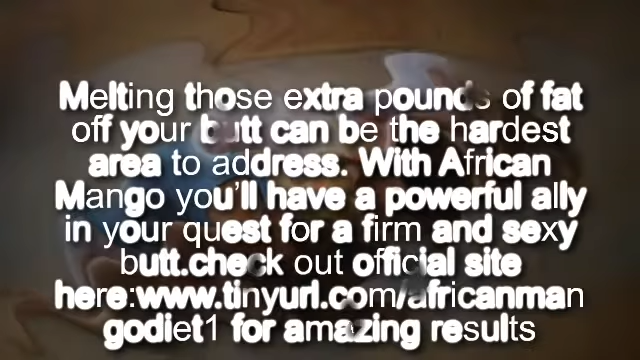 Melting those extra pounds of fat
off your butt can be the hardest
area to address. With African
Mango you'll have a powerful ally
in your quest for a firm and sexy
butt.check out official site
here:www.tinyurl.com/africanman
godiet1 for amazing results